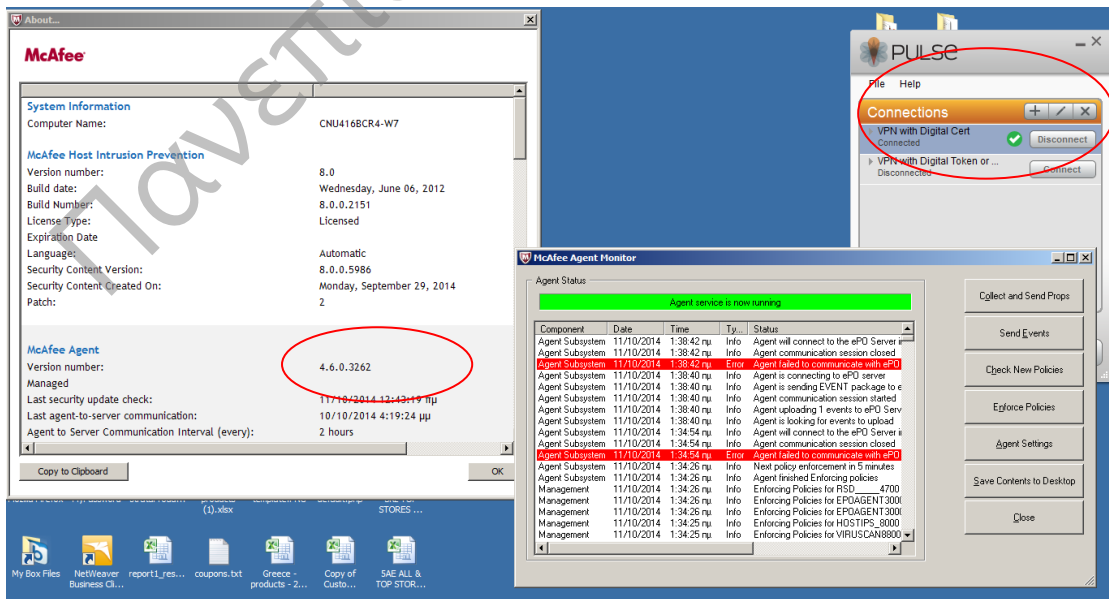 About...
McAfee
System Information
Computer Name: CNU416BCR4-W7
McAfee Host Intrusion Prevention
Version number: 8.0
Build date: Wednesday, June 06, 2012
Build Number: 8.0.0.2151
License Type: Licensed
Expiration Date
Language: Automatic
Security Content Version: 8.0.0.5986
Security Content Created On: Monday, September 29, 2014
Patch: 2
McAfee Agent
Version number: 4.6.0.3262
Managed
Last security update check: 11/10/2014 12:43:19 πμ
Last agent-to-server communication: 10/10/2014 4:19:24 μμ
Agent to Server Communication Interval (every): 2 hours
Copy to Clipboard
OK
Πανεπισ
PULSE
File Help
Connections
VPN with Digital Cert
Connected
Disconnect
VPN with Digital Token or ...
Disconnected
Connect
McAfee Agent Monitor
Agent Status
Agent service is now running
Component Date Time Ty... Status
Agent Subsystem 11/10/2014 1:38:42 πμ Info Agent will connect to the ePO Server
Agent Subsystem 11/10/2014 1:38:42 πμ Info Agent communication session closed
Agent Subsystem 11/10/2014 1:38:42 πμ Error Agent failed to communicate with ePO
Agent Subsystem 11/10/2014 1:38:40 πμ Info Agent is connecting to ePO server
Agent Subsystem 11/10/2014 1:38:40 πμ Info Agent is sending EVENT package to e
Agent Subsystem 11/10/2014 1:38:40 πμ Info Agent communication session started
Agent Subsystem 11/10/2014 1:38:40 πμ Info Agent uploading 1 events to ePO Serv
Agent Subsystem 11/10/2014 1:38:40 πμ Info Agent is looking for events to upload
Agent Subsystem 11/10/2014 1:34:54 πμ Info Agent will connect to the ePO Server
Agent Subsystem 11/10/2014 1:34:54 πμ Info Agent communication session closed
Agent Subsystem 11/10/2014 1:34:54 πμ Error Agent failed to communicate with ePO
Agent Subsystem 11/10/2014 1:34:26 πμ Info Next policy enforcement in 5 minutes
Agent Subsystem 11/10/2014 1:34:26 πμ Info Agent finished Enforcing policies
Management 11/10/2014 1:34:26 πμ Info Enforcing Policies for RSD_____4700
Management 11/10/2014 1:34:26 πμ Info Enforcing Policies for EPOAGENT3000
Management 11/10/2014 1:34:26 πμ Info Enforcing Policies for EPOAGENT300
Management 11/10/2014 1:34:25 πμ Info Enforcing Policies for HOSTIPS_8000
Management 11/10/2014 1:34:25 πμ Info Enforcing Policies for VIRUSCAN8800
Collect and Send Props
Send Events
Check New Policies
Enforce Policies
Agent Settings
Save Contents to Desktop
Close
(1).xlsx
STORES ...
My Box Files
NetWeaver
Business Cli...
report1_res...
coupons.txt
Greece -
products - 2...
Copy of
Custo...
SAE ALL &
TOP STOR...